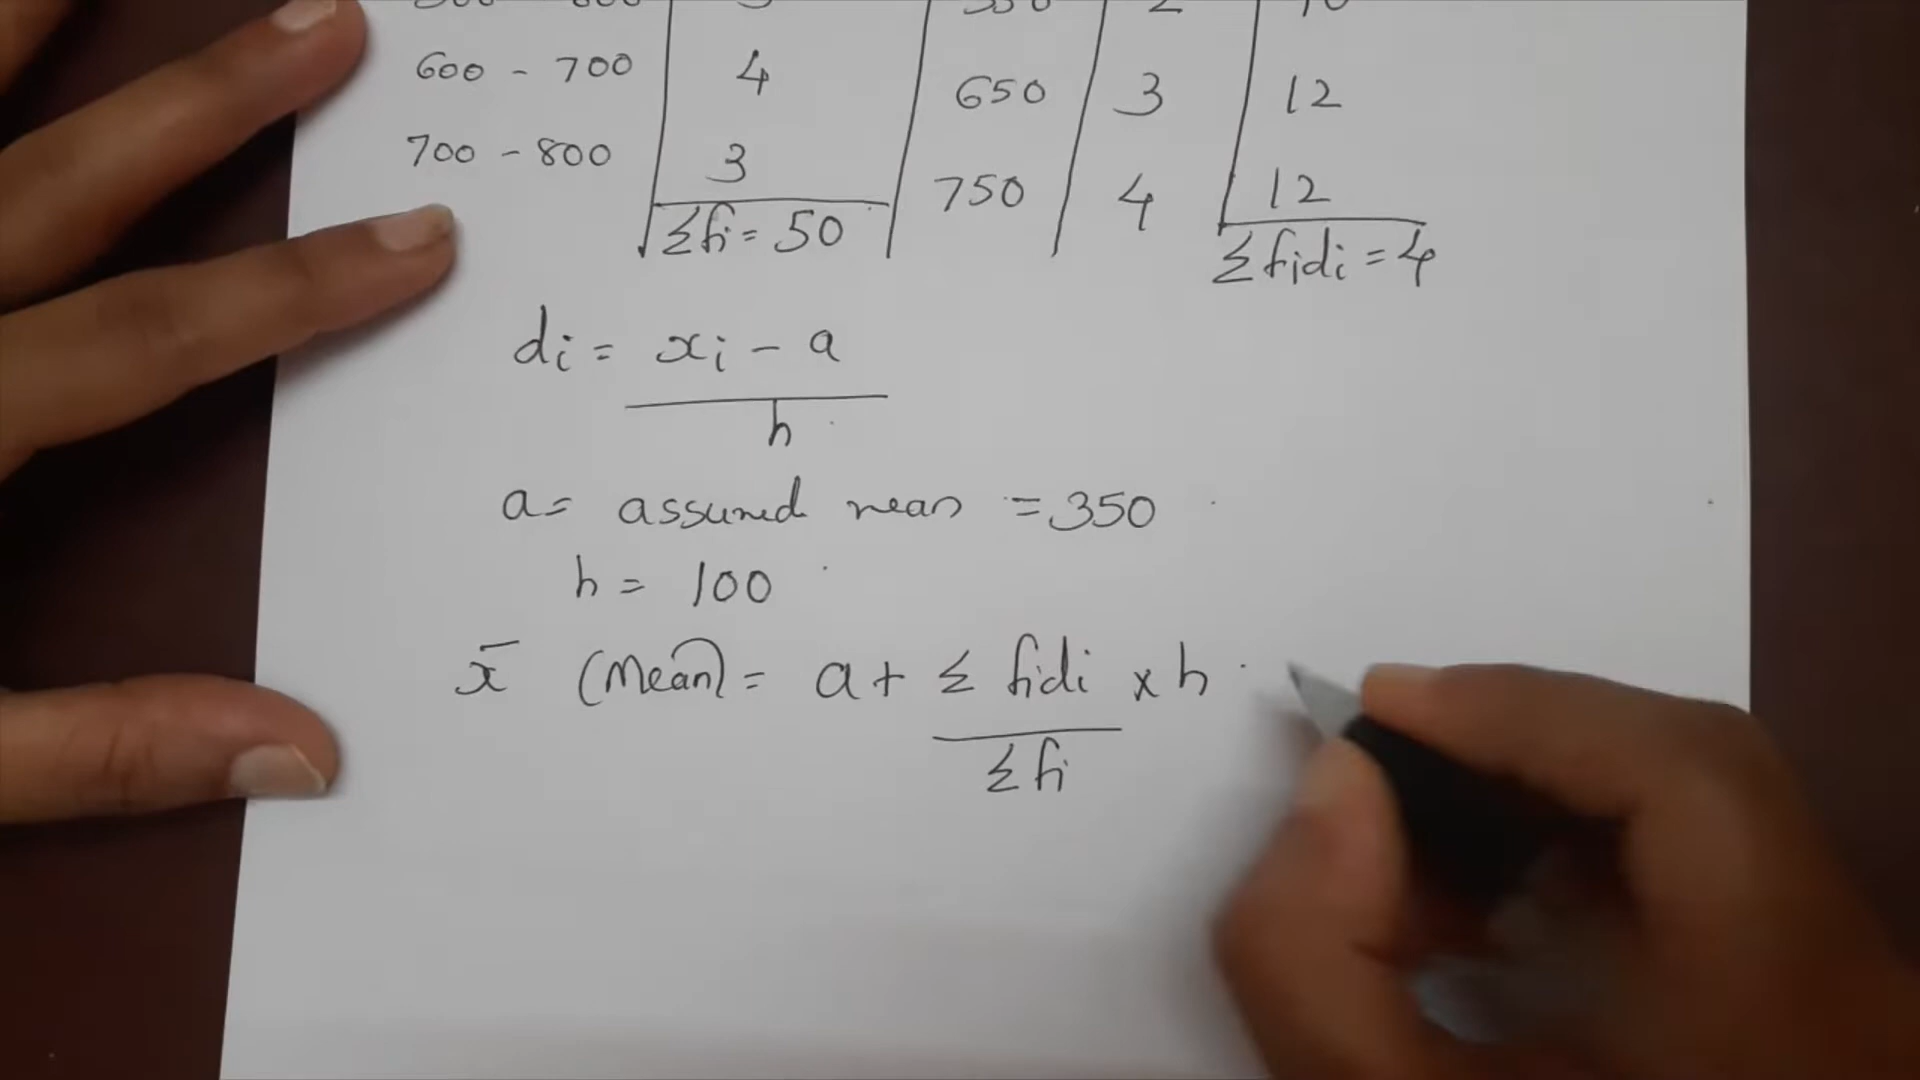 600 - 700 4 650 3 12
700 - 800 3 750 4 12
Σfi = 50 Σfidi = 4
di = xi - a
h
a= assumed mean = 350
h = 100
x̄ (Mean) = a + Σ fidi × h
Σfi